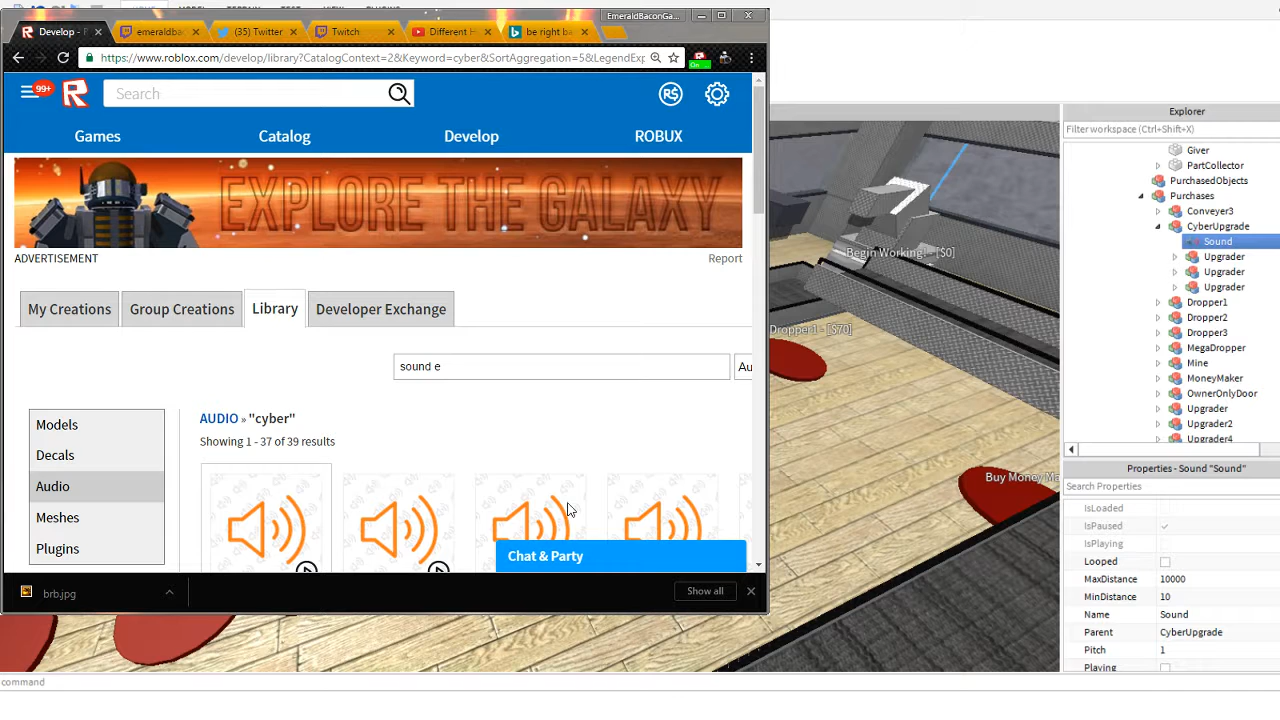 EmeraldBaconGa...
Develop - R
emeraldbac
(35) Twitter
Twitch
Different H
be right ba
https://www.roblox.com/develop/library?CatalogContext=2&Keyword=cyber&SortAggregation=5&LegendExp
99+
Search
R$
Games
Catalog
Develop
ROBUX
EXPLORE THE GALAXY
ADVERTISEMENT
Report
My Creations
Group Creations
Library
Developer Exchange
sound e
Au
Models
Decals
Audio
Meshes
Plugins
AUDIO » "cyber"
Showing 1 - 37 of 39 results
Chat & Party
brb.jpg
Show all
Begin Working! - [$0]
Dropper1 - [$70]
Buy Money Ma
Explorer
Filter workspace (Ctrl+Shift+X)
Giver
PartCollector
PurchasedObjects
Purchases
Conveyer3
CyberUpgrade
Sound
Upgrader
Upgrader
Upgrader
Dropper1
Dropper2
Dropper3
MegaDropper
Mine
MoneyMaker
OwnerOnlyDoor
Upgrader
Upgrader2
Upgrader4
Properties - Sound "Sound"
Search Properties
IsLoaded
IsPaused
IsPlaying
Looped
MaxDistance 10000
MinDistance 10
Name Sound
Parent CyberUpgrade
Pitch 1
Playing
command